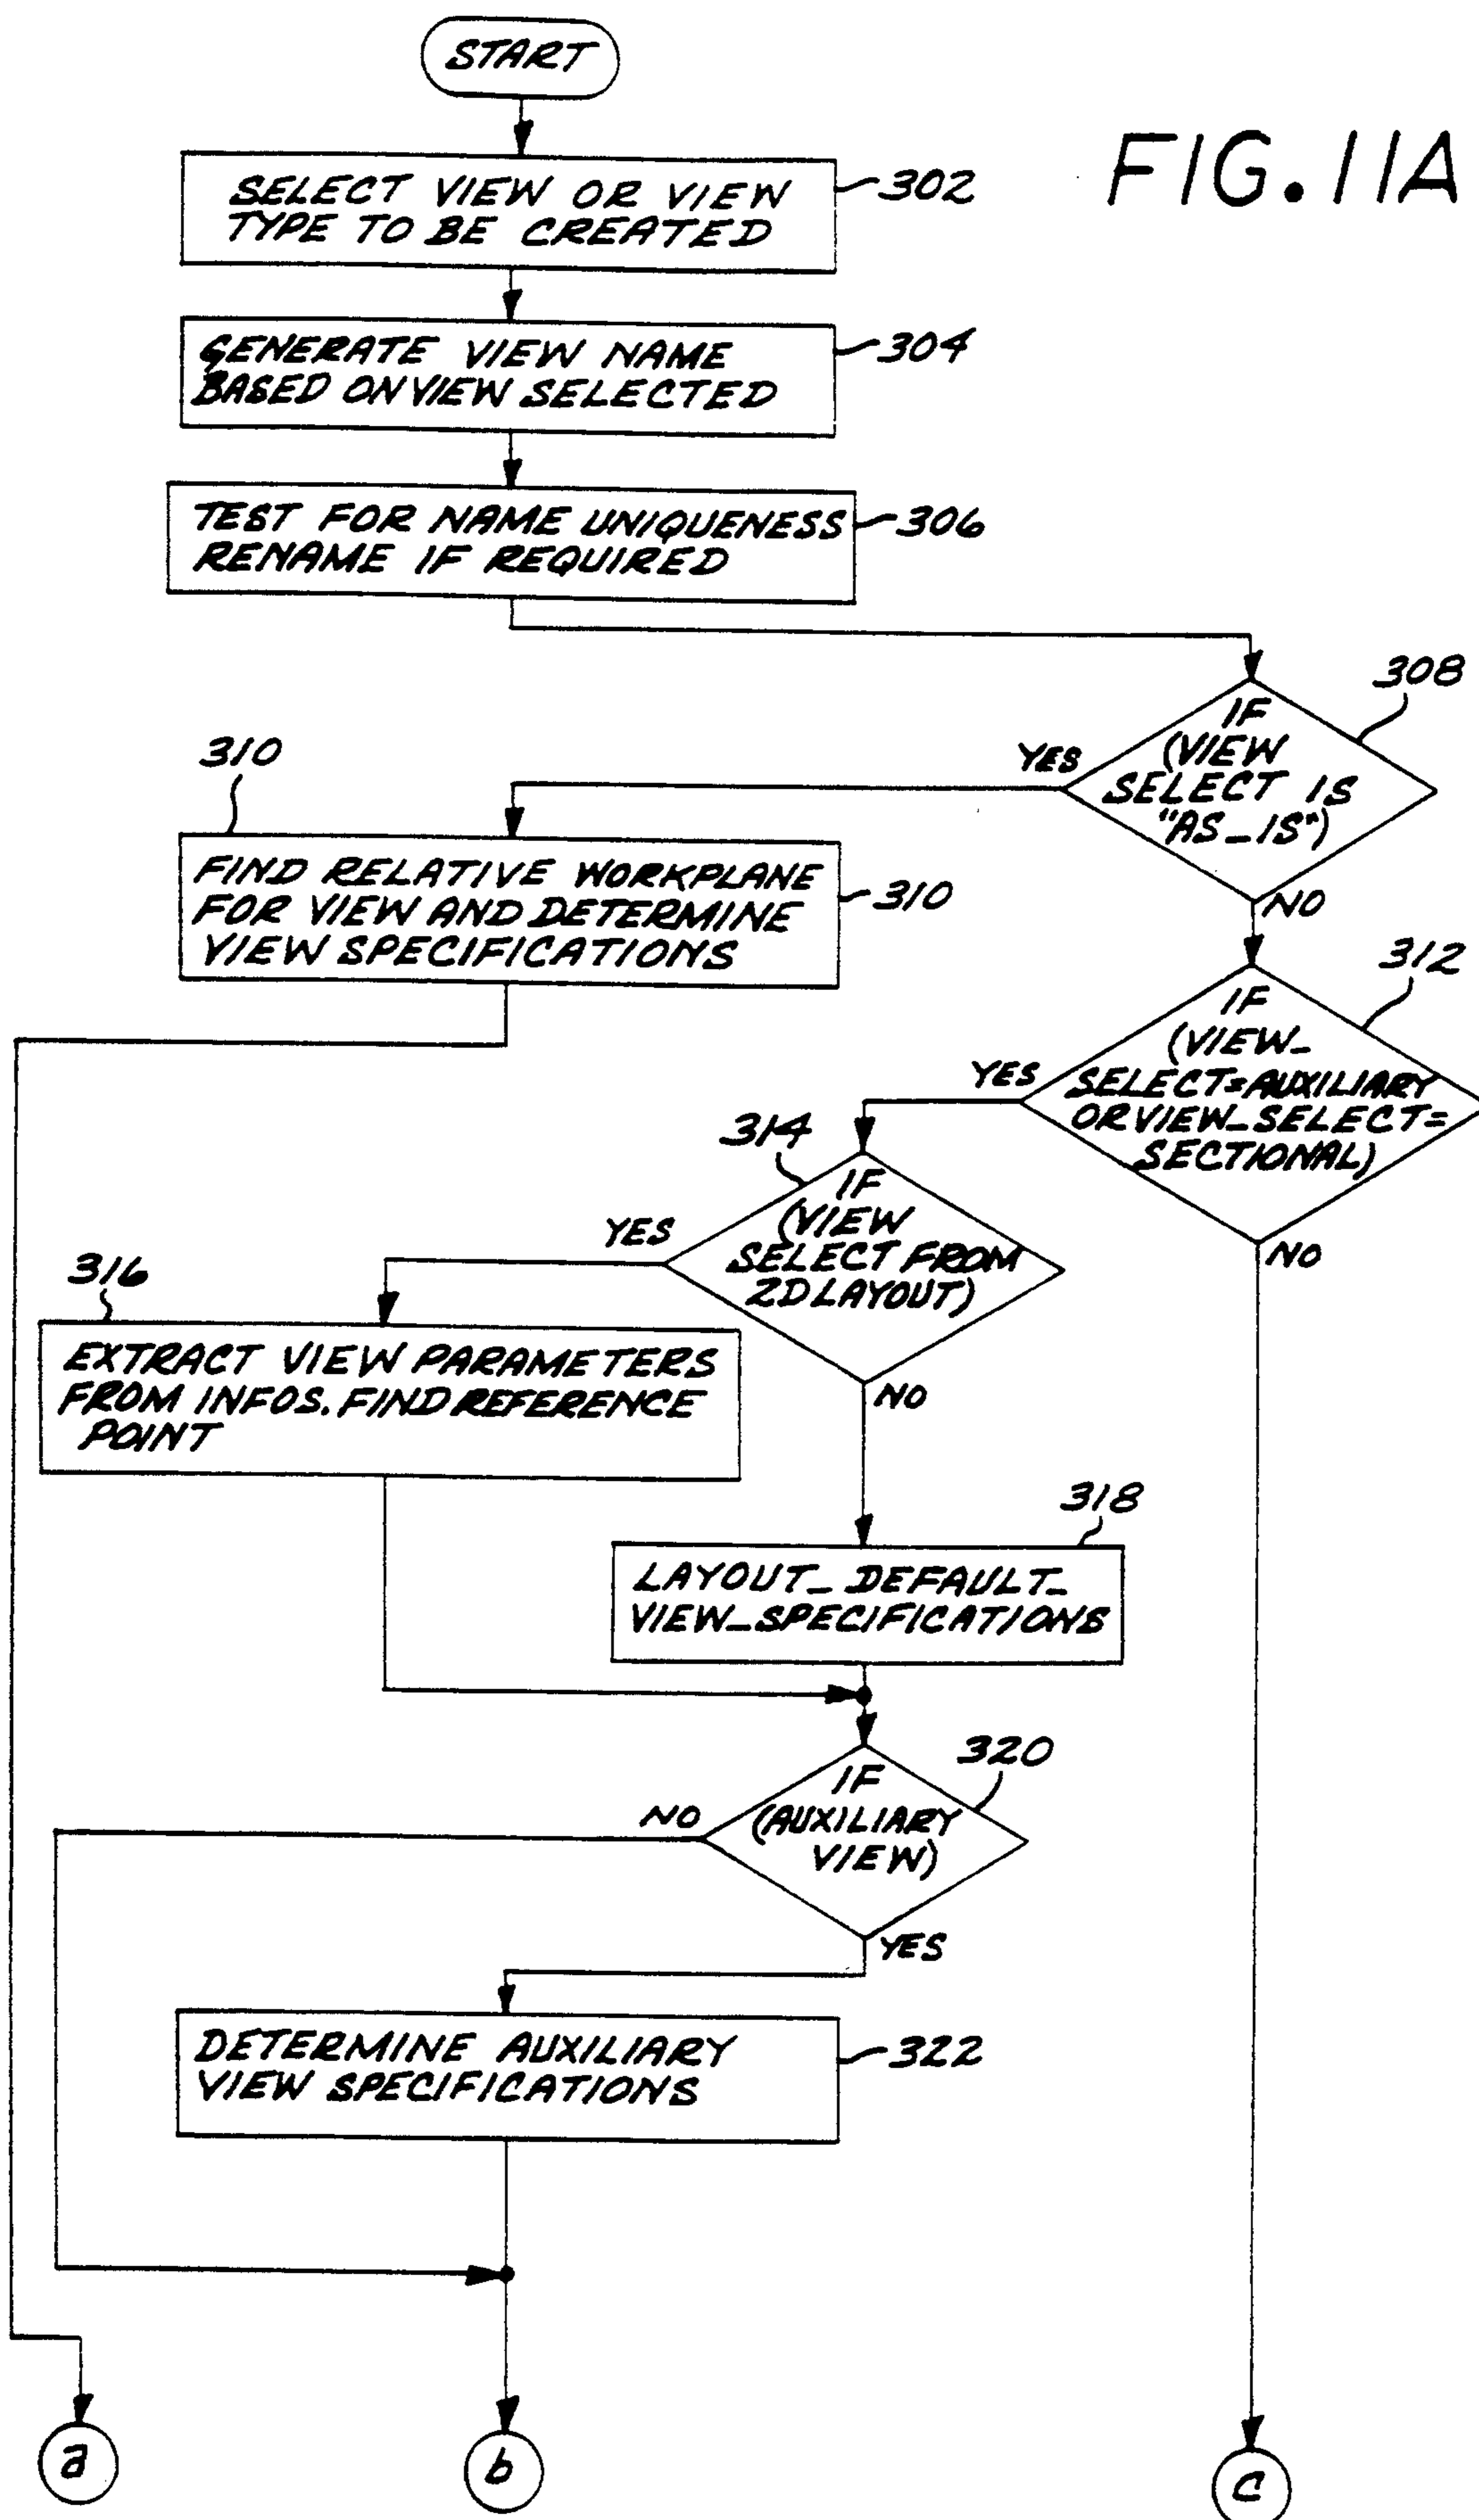 START
FIG. 11A
SELECT VIEW OR VIEW
TYPE TO BE CREATED
302
GENERATE VIEW NAME
BASED ON VIEW SELECTED
304
TEST FOR NAME UNIQUENESS
RENAME IF REQUIRED
306
308
IF
(VIEW
SELECT IS
"AS_IS")
YES
NO
310
FIND RELATIVE WORKPLANE
FOR VIEW AND DETERMINE
VIEW SPECIFICATIONS
310
312
IF
(VIEW_
SELECT=AUXILIARY
OR VIEW_SELECT=
SECTIONAL)
YES
NO
314
IF
(VIEW
SELECT FROM
2D LAYOUT)
YES
NO
316
EXTRACT VIEW PARAMETERS
FROM INFOS. FIND REFERENCE
POINT
318
LAYOUT_DEFAULT_
VIEW_SPECIFICATIONS
320
IF
(AUXILIARY
VIEW)
NO
YES
DETERMINE AUXILIARY
VIEW SPECIFICATIONS
322
a
b
c